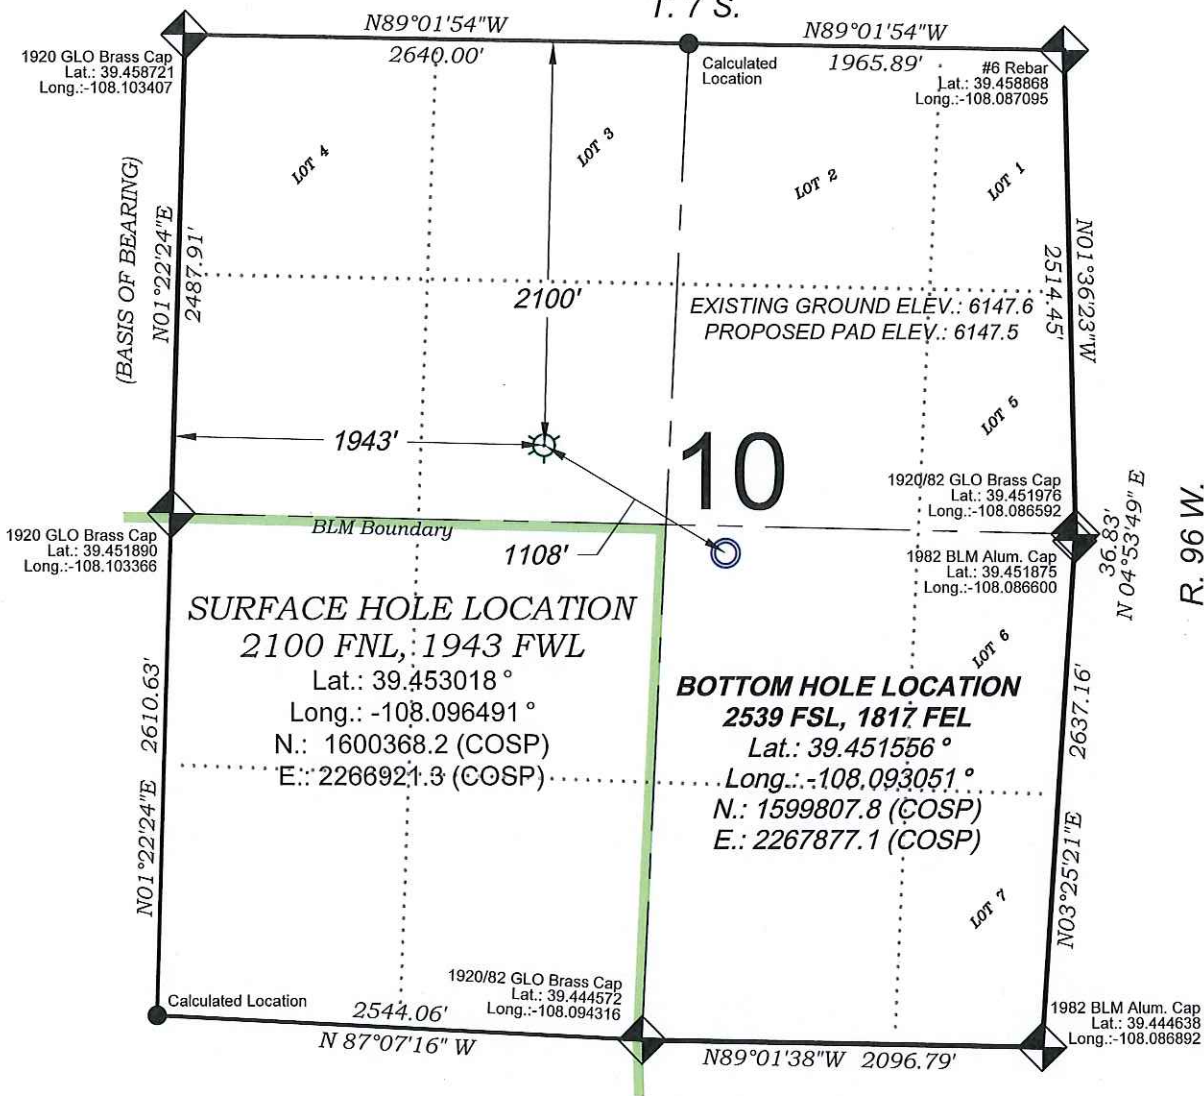 T. 7 S.
N89°01'54"W
2640.00'
N89°01'54"W
1965.89'
1920 GLO Brass Cap
Lat.: 39.458721
Long.:-108.103407
Calculated
Location
#6 Rebar
Lat.: 39.458868
Long.:-108.087095
LOT 4
LOT 3
LOT 2
LOT 1
(BASIS OF BEARING)
N01°22'24"E
2487.91'
N01°36'23"W
2514.45'
2100'
EXISTING GROUND ELEV.: 6147.6
PROPOSED PAD ELEV.: 6147.5
LOT 5
1943'
10
1920/82 GLO Brass Cap
Lat.: 39.451976
Long.:-108.086592
R. 96 W.
1920 GLO Brass Cap
Lat.: 39.451890
Long.:-108.103366
BLM Boundary
1108'
1982 BLM Alum. Cap
Lat.: 39.451875
Long.:-108.086600
36.83'
N 04°53'49" E
SURFACE HOLE LOCATION
2100 FNL, 1943 FWL
Lat.: 39.453018 °
Long.: -108.096491 °
N.: 1600368.2 (COSP)
E.: 2266921.3 (COSP)
LOT 6
BOTTOM HOLE LOCATION
2539 FSL, 1817 FEL
Lat.: 39.451556 °
Long.: -108.093051 °
N.: 1599807.8 (COSP)
E.: 2267877.1 (COSP)
2610.63'
N01°22'24"E
2637.16'
N03°25'21"E
LOT 7
Calculated Location
2544.06'
N 87°07'16" W
1920/82 GLO Brass Cap
Lat.: 39.444572
Long.:-108.094316
N89°01'38"W 2096.79'
1982 BLM Alum. Cap
Lat.: 39.444638
Long.:-108.086892